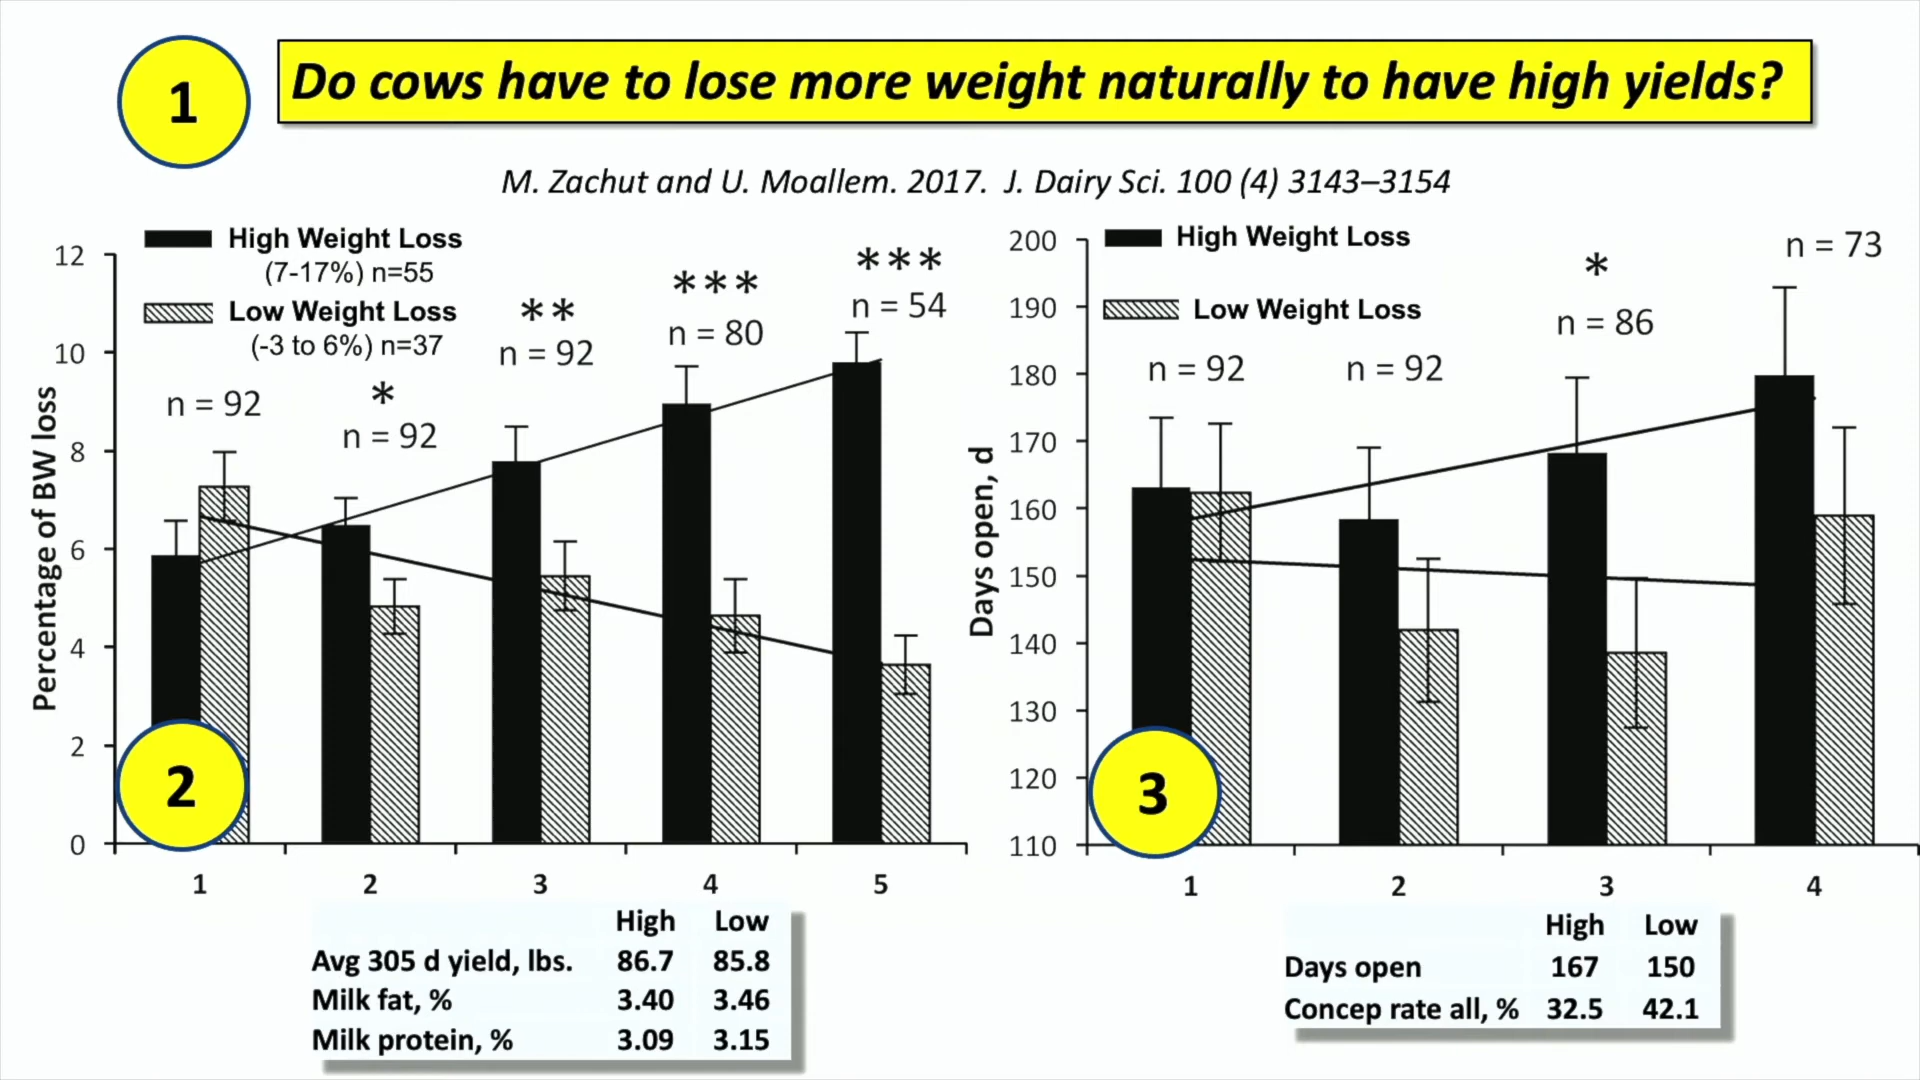 1
Do cows have to lose more weight naturally to have high yields?
M. Zachut and U. Moallem. 2017. J. Dairy Sci. 100 (4) 3143–3154
Percentage of BW loss
12
10
8
6
4
2
0
High Weight Loss
(7-17%) n=55
Low Weight Loss
(-3 to 6%) n=37
n = 92
*
n = 92
**
n = 92
***
n = 80
***
n = 54
2
1 2 3 4 5
High Low
Avg 305 d yield, lbs. 86.7 85.8
Milk fat, % 3.40 3.46
Milk protein, % 3.09 3.15
Days open, d
200
190
180
170
160
150
140
130
120
110
High Weight Loss
Low Weight Loss
n = 92
n = 92
*
n = 86
n = 73
3
1 2 3 4
High Low
Days open 167 150
Concep rate all, % 32.5 42.1